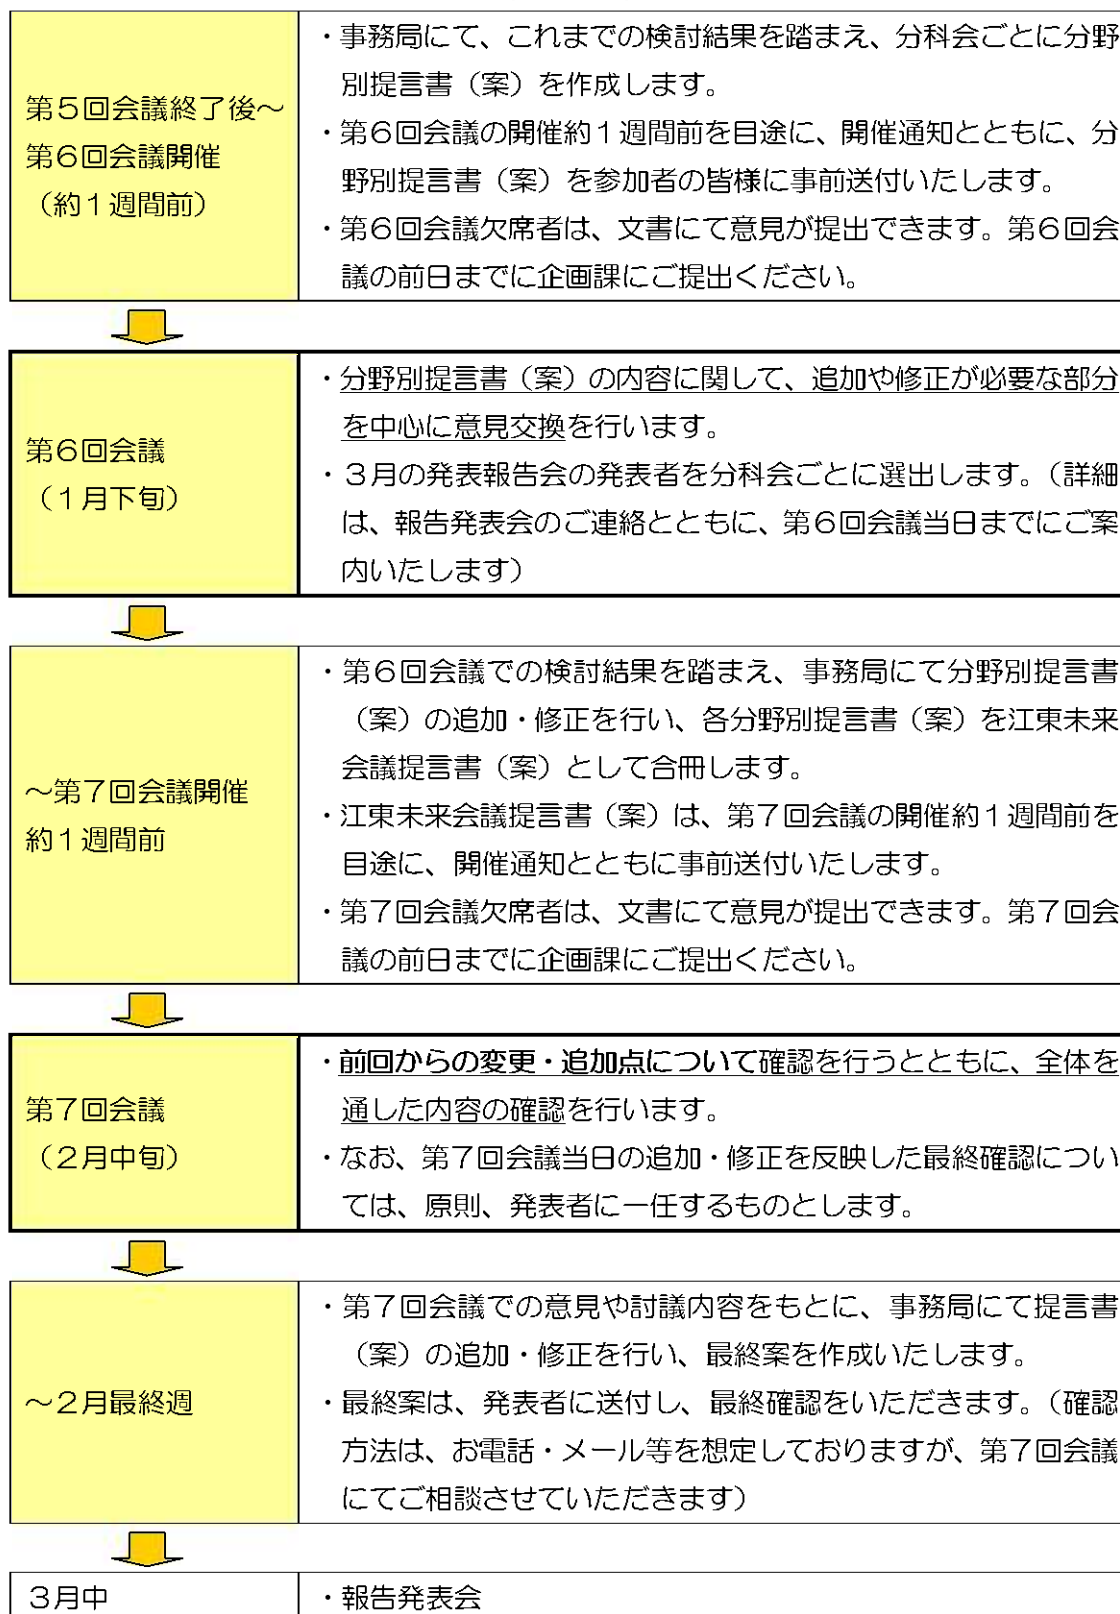 第５回会議終了後～
第６回会議開催
（約１週間前）
・事務局にて、これまでの検討結果を踏まえ、分科会ごとに分野
別提言書（案）を作成します。
・第６回会議の開催約１週間前を目途に、開催通知とともに、分
野別提言書（案）を参加者の皆様に事前送付いたします。
・第６回会議欠席者は、文書にて意見が提出できます。第６回会
議の前日までに企画課にご提出ください。
第６回会議
（１月下旬）
・分野別提言書（案）の内容に関して、追加や修正が必要な部分
を中心に意見交換を行います。
・３月の発表報告会の発表者を分科会ごとに選出します。（詳細
は、報告発表会のご連絡とともに、第６回会議当日までにご案
内いたします）
～第７回会議開催
約１週間前
・第６回会議での検討結果を踏まえ、事務局にて分野別提言書
（案）の追加・修正を行い、各分野別提言書（案）を江東未来
会議提言書（案）として合冊します。
・江東未来会議提言書（案）は、第７回会議の開催約１週間前を
目途に、開催通知とともに事前送付いたします。
・第７回会議欠席者は、文書にて意見が提出できます。第７回会
議の前日までに企画課にご提出ください。
第７回会議
（２月中旬）
・前回からの変更・追加点について確認を行うとともに、全体を
通した内容の確認を行います。
・なお、第７回会議当日の追加・修正を反映した最終確認につい
ては、原則、発表者に一任するものとします。
～２月最終週
・第７回会議での意見や討議内容をもとに、事務局にて提言書
（案）の追加・修正を行い、最終案を作成いたします。
・最終案は、発表者に送付し、最終確認をいただきます。（確認
方法は、お電話・メール等を想定しておりますが、第７回会議
にてご相談させていただきます）
３月中
・報告発表会